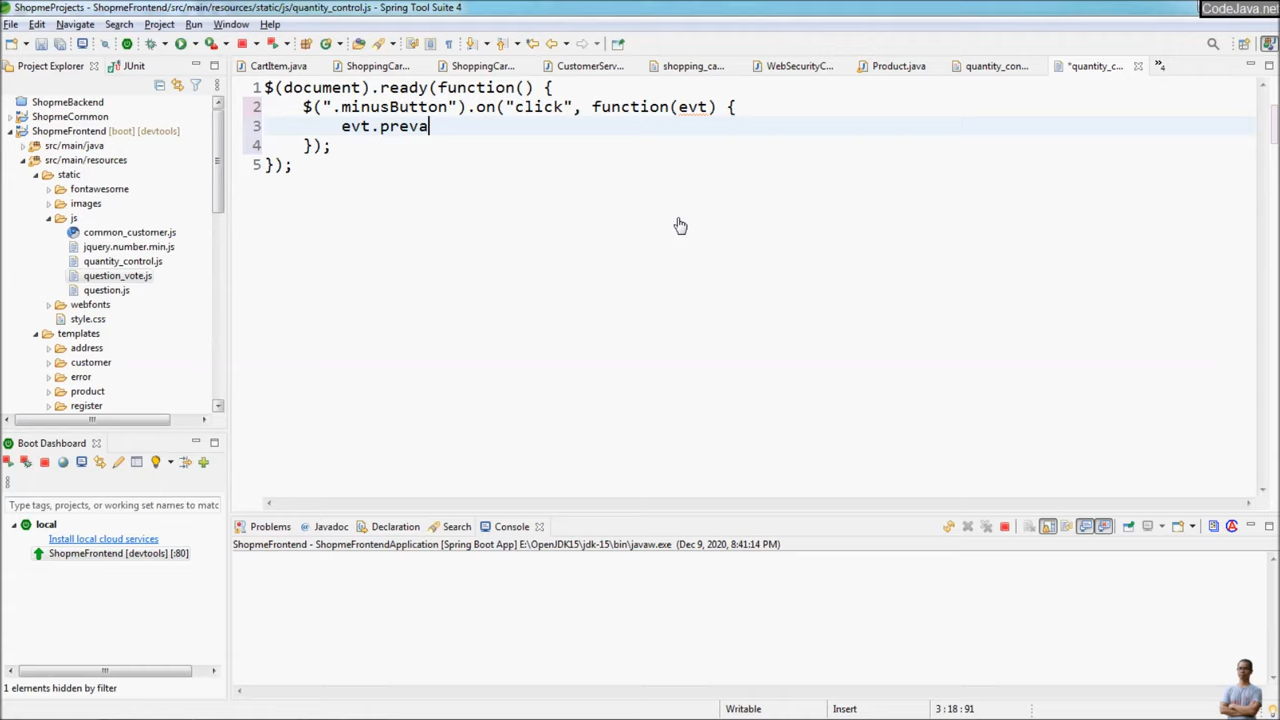 ShopmeProjects - ShopmeFrontend/src/main/resources/static/js/quantity_control.js - Spring Tool Suite 4
CodeJava.net
File Edit Navigate Search Project Run Window Help
Project Explorer JUnit
CartItem.java ShoppingCar... ShoppingCar... CustomerServ... shopping_ca... WebSecurityC... Product.java quantity_con... *quantity_c... »4
ShopmeBackend
ShopmeCommon
ShopmeFrontend [boot] [devtools]
src/main/java
src/main/resources
static
fontawesome
images
js
common_customer.js
jquery.number.min.js
quantity_control.js
question_vote.js
question.js
webfonts
style.css
templates
address
customer
error
product
register
1 $(document).ready(function() {
2 $(".minusButton").on("click", function(evt) {
3 evt.preva
4 });
5 });
Boot Dashboard
Type tags, projects, or working set names to matc
local
Install local cloud services
ShopmeFrontend [devtools] [:80]
1 elements hidden by filter
Problems Javadoc Declaration Search Console
ShopmeFrontend - ShopmeFrontendApplication [Spring Boot App] E:\OpenJDK15\jdk-15\bin\javaw.exe (Dec 9, 2020, 8:41:14 PM)
Writable Insert 3 : 18 : 91